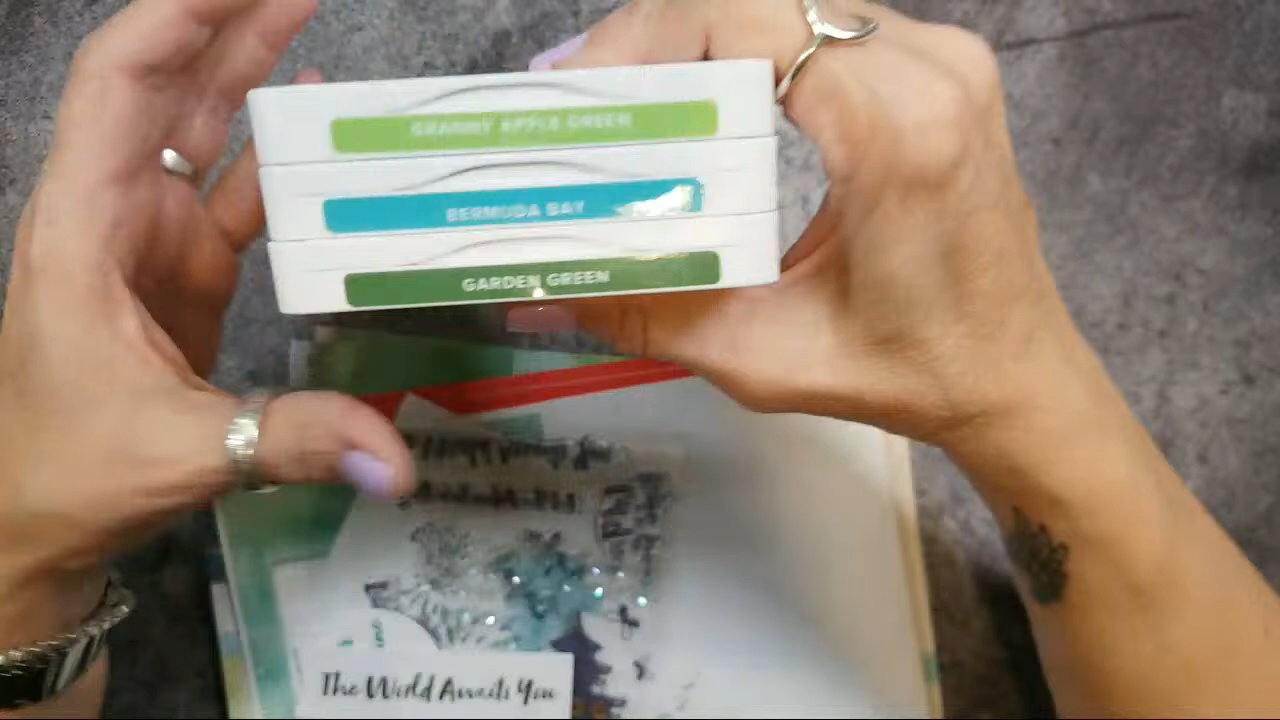 GRANNY APPLE GREEN
BERMUDA BAY
GARDEN GREEN
The World Awaits You